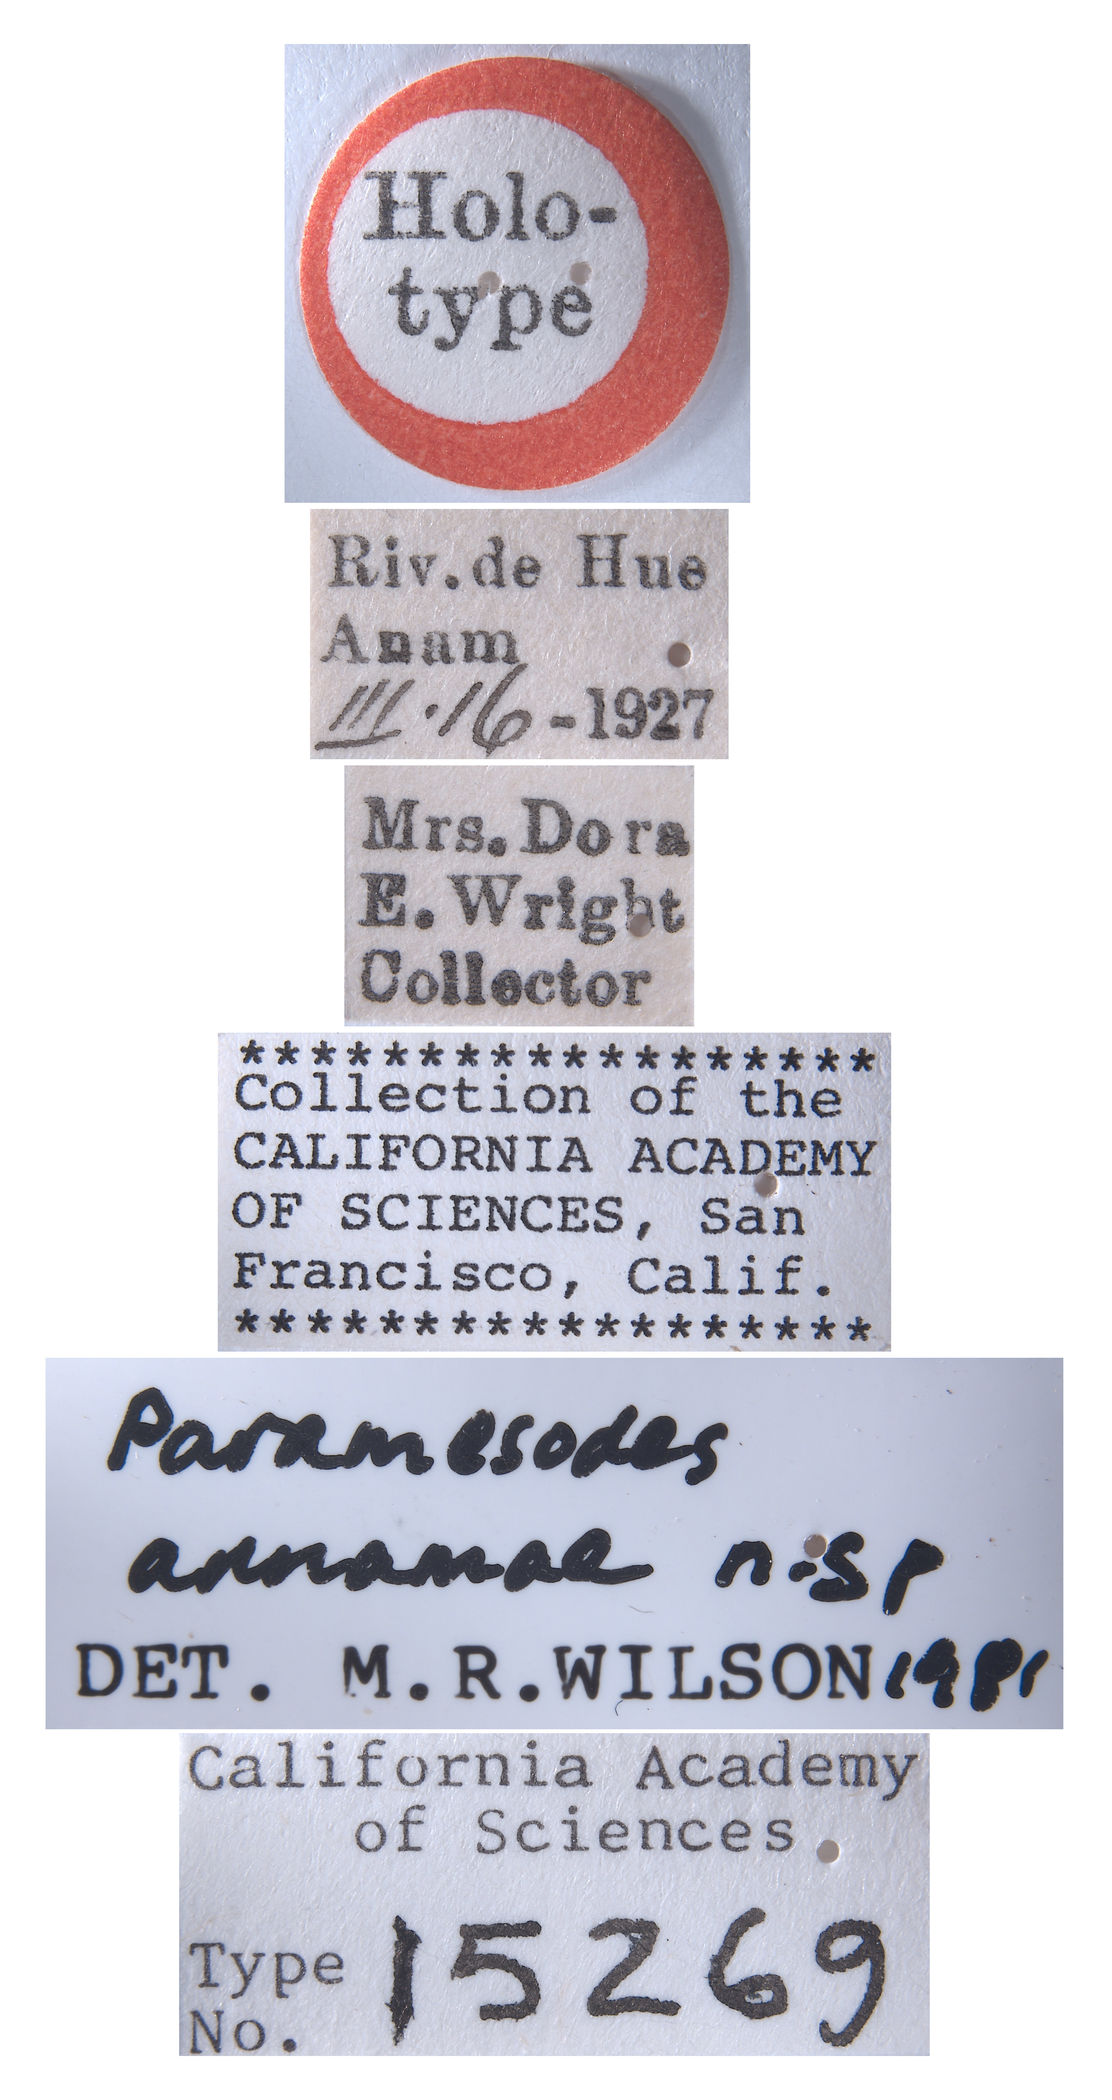 Holo-
type
Riv. de Hue
Anam
III. 16 - 1927
Mrs. Dora
E. Wright
Collector
******************
Collection of the
CALIFORNIA ACADEMY
OF SCIENCES, San
Francisco, Calif.
******************
Paramesodes
annamae n.sp
DET. M.R.WILSON 1981
California Academy
of Sciences
Type
No. 15269